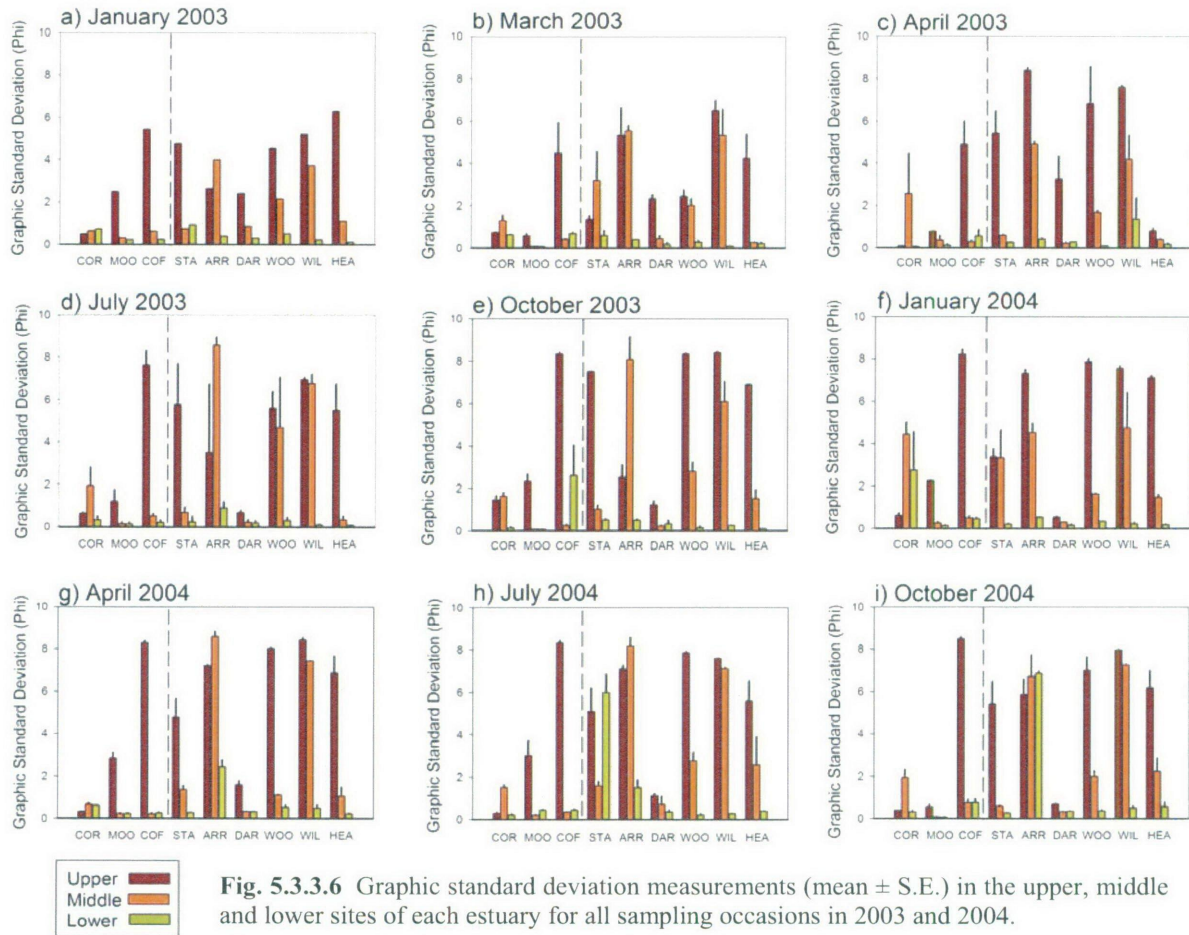 a) January 2003
Graphic Standard Deviation (Phi)
10
8
6
4
2
0
COR MOO COF STA ARR DAR WOO WIL HEA
b) March 2003
Graphic Standard Deviation (Phi)
10
8
6
4
2
0
COR MOO COF STA ARR DAR WOO WIL HEA
c) April 2003
Graphic Standard Deviation (Phi)
10
8
6
4
2
0
COR MOO COF STA ARR DAR WOO WIL HEA
d) July 2003
Graphic Standard Deviation (Phi)
10
8
6
4
2
0
COR MOO COF STA ARR DAR WOO WIL HEA
e) October 2003
Graphic Standard Deviation (Phi)
10
8
6
4
2
0
COR MOO COF STA ARR DAR WOO WIL HEA
f) January 2004
Graphic Standard Deviation (Phi)
10
8
6
4
2
0
COR MOO COF STA ARR DAR WOO WIL HEA
g) April 2004
Graphic Standard Deviation (Phi)
10
8
6
4
2
0
COR MOO COF STA ARR DAR WOO WIL HEA
h) July 2004
Graphic Standard Deviation (Phi)
10
8
6
4
2
0
COR MOO COF STA ARR DAR WOO WIL HEA
i) October 2004
Graphic Standard Deviation (Phi)
10
8
6
4
2
0
COR MOO COF STA ARR DAR WOO WIL HEA
Upper
Middle
Lower
Fig. 5.3.3.6 Graphic standard deviation measurements (mean ± S.E.) in the upper, middle
and lower sites of each estuary for all sampling occasions in 2003 and 2004.